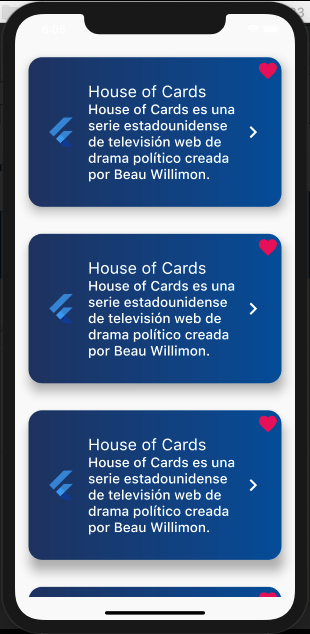 House of Cards
House of Cards es una
serie estadounidense
de televisión web de
drama político creada
por Beau Willimon.
House of Cards
House of Cards es una
serie estadounidense
de televisión web de
drama político creada
por Beau Willimon.
House of Cards
House of Cards es una
serie estadounidense
de televisión web de
drama político creada
por Beau Willimon.